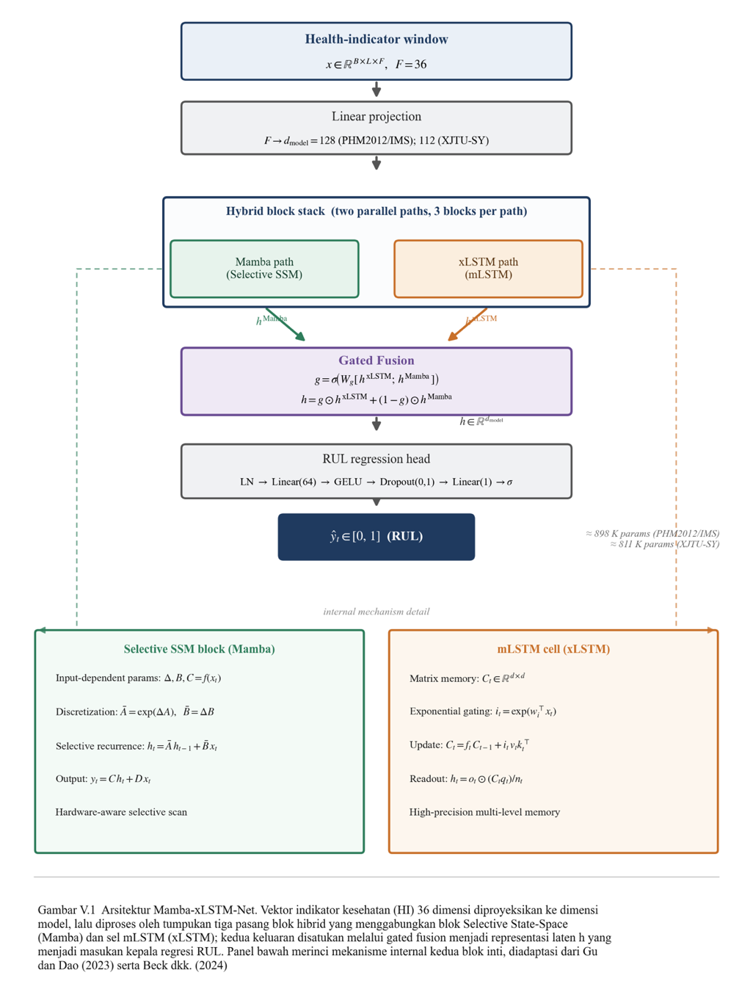 Health-indicator window
x ∈ ℝ^{B×L×F}, F = 36
Linear projection
F → d_model = 128 (PHM2012/IMS); 112 (XJTU-SY)
Hybrid block stack (two parallel paths, 3 blocks per path)
Mamba path
(Selective SSM)
xLSTM path
(mLSTM)
h^Mamba
h^xLSTM
Gated Fusion
g = σ(W_g[h^xLSTM; h^Mamba])
h = g ⊙ h^xLSTM + (1 − g) ⊙ h^Mamba
h ∈ ℝ^{d_model}
RUL regression head
LN → Linear(64) → GELU → Dropout(0,1) → Linear(1) → σ
ŷ_t ∈ [0, 1] (RUL)
≈ 898 K params (PHM2012/IMS)
≈ 811 K params (XJTU-SY)
internal mechanism detail
Selective SSM block (Mamba)
Input-dependent params: Δ, B, C = f(x_t)
Discretization: Ā = exp(ΔA), B̄ = ΔB
Selective recurrence: h_t = Ā h_{t−1} + B̄ x_t
Output: y_t = C h_t + D x_t
Hardware-aware selective scan
mLSTM cell (xLSTM)
Matrix memory: C_t ∈ ℝ^{d×d}
Exponential gating: i_t = exp(w_i^⊤ x_t)
Update: C_t = f_t C_{t−1} + i_t v_t k_t^⊤
Readout: h_t = o_t ⊙ (C_t q_t)/n_t
High-precision multi-level memory
Gambar V.1 Arsitektur Mamba-xLSTM-Net. Vektor indikator kesehatan (HI) 36 dimensi diproyeksikan ke dimensi
model, lalu diproses oleh tumpukan tiga pasang blok hibrid yang menggabungkan blok Selective State-Space
(Mamba) dan sel mLSTM (xLSTM); kedua keluaran disatukan melalui gated fusion menjadi representasi laten h yang
menjadi masukan kepala regresi RUL. Panel bawah merinci mekanisme internal kedua blok inti, diadaptasi dari Gu
dan Dao (2023) serta Beck dkk. (2024)